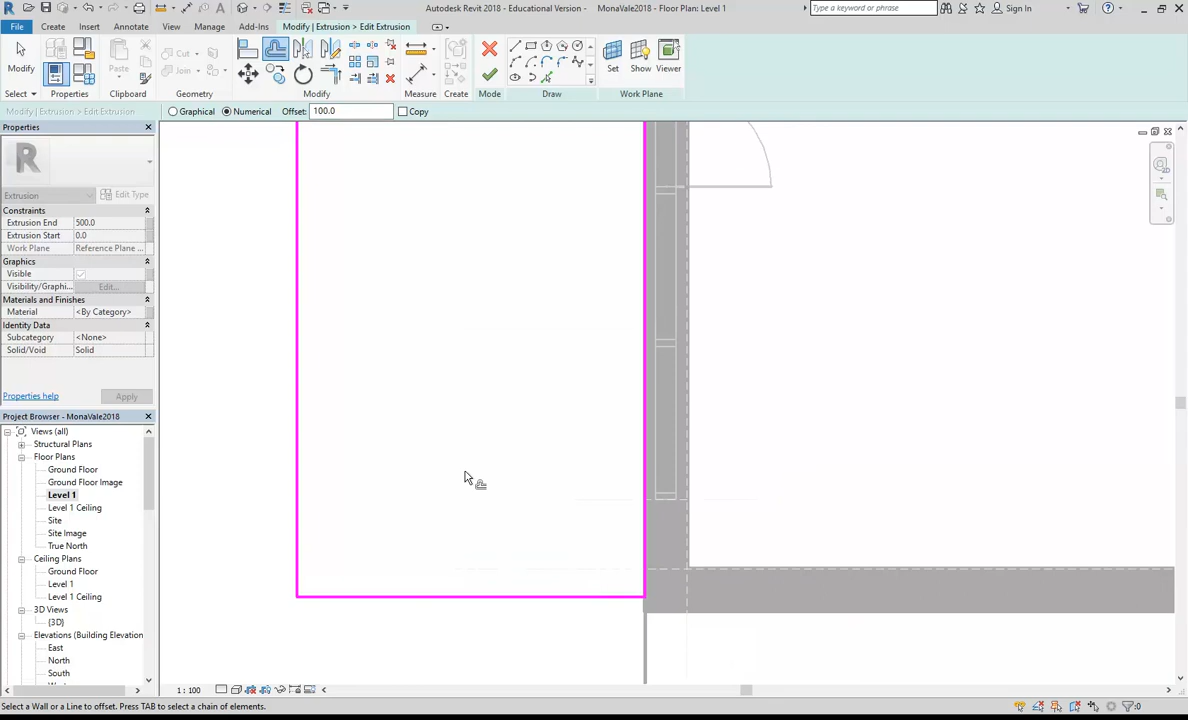 Autodesk Revit 2018 - Educational Version - MonaVale2018 - Floor Plan: Level 1
Type a keyword or phrase
Sign In
File Create Insert Annotate View Manage Add-Ins Modify | Extrusion > Edit Extrusion
Modify
Paste
Cut
Join
Set Show Viewer
Select Properties Clipboard Geometry Modify Measure Create Mode Draw Work Plane
Modify | Extrusion > Edit Extrusion
Graphical Numerical Offset: 100.0 Copy
Properties
R
Extrusion
Edit Type
Constraints
Extrusion End 500.0
Extrusion Start 0.0
Work Plane Reference Plane ...
Graphics
Visible
Visibility/Graphi... Edit...
Materials and Finishes
Material <By Category>
Identity Data
Subcategory <None>
Solid/Void Solid
Properties help
Apply
Project Browser - MonaVale2018
Views (all)
Structural Plans
Floor Plans
Ground Floor
Ground Floor Image
Level 1
Level 1 Ceiling
Site
Site Image
True North
Ceiling Plans
Ground Floor
Level 1
Level 1 Ceiling
3D Views
{3D}
Elevations (Building Elevation
East
North
South
1 : 100
Select a Wall or a Line to offset. Press TAB to select a chain of elements.
:0